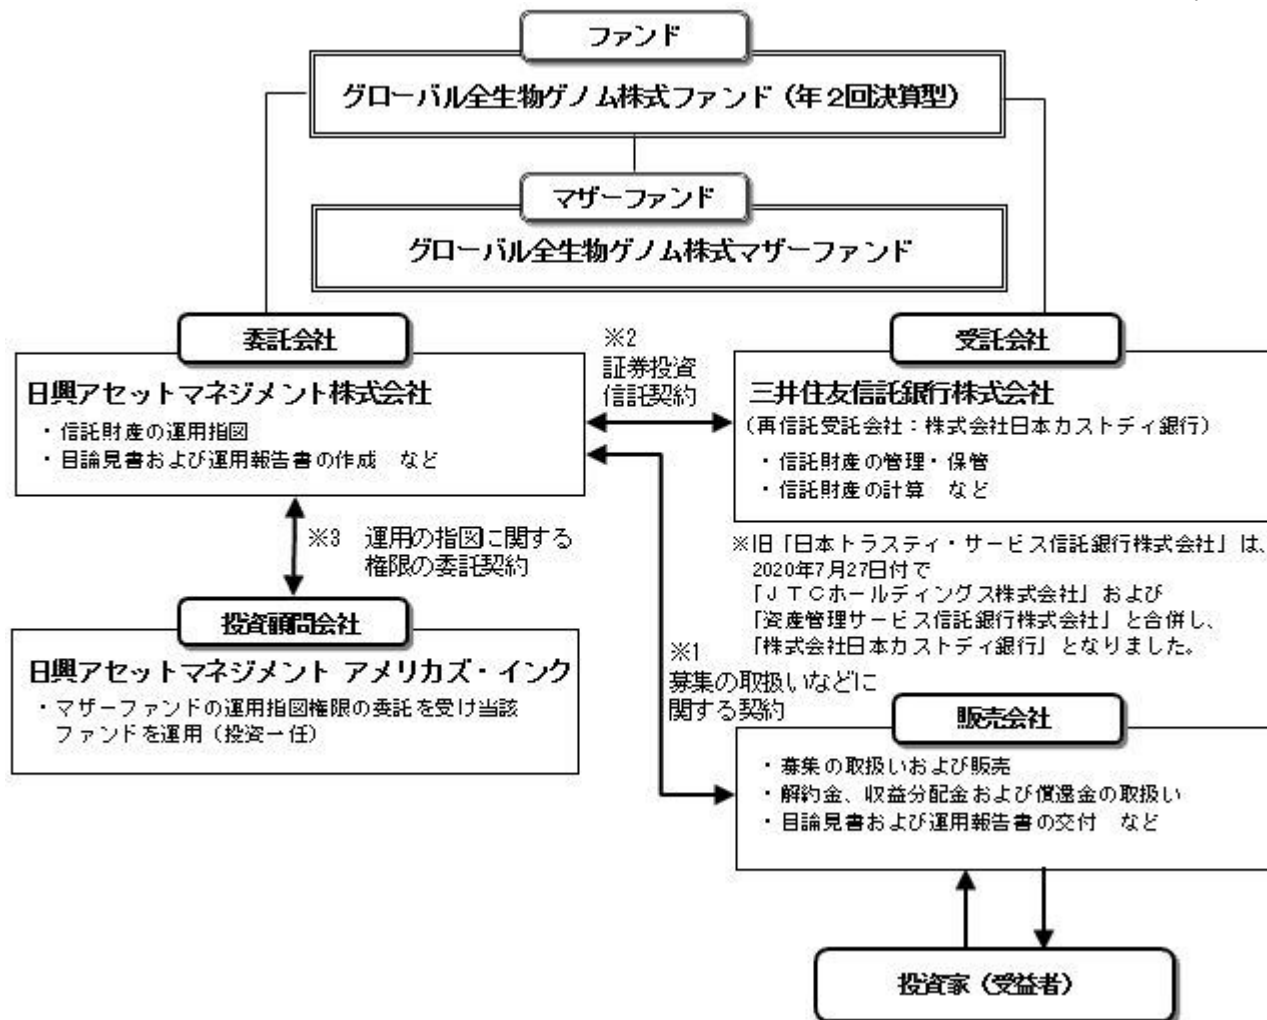 ファンド
グローバル全生物ゲノム株式ファンド（年２回決算型）
マザーファンド
グローバル全生物ゲノム株式マザーファンド
委託会社
日興アセットマネジメント株式会社
・信託財産の運用指図
・目論見書および運用報告書の作成　など
※2
証券投資
信託契約
受託会社
三井住友信託銀行株式会社
（再信託受託会社：株式会社日本カストディ銀行）
・信託財産の管理・保管
・信託財産の計算　など
※旧「日本トラスティ・サービス信託銀行株式会社」は、
2020年7月27日付で
「ＪＴＣホールディングス株式会社」および
「資産管理サービス信託銀行株式会社」と合併し、
「株式会社日本カストディ銀行」となりました。
※3　運用の指図に関する
権限の委託契約
投資顧問会社
日興アセットマネジメント アメリカズ・インク
・マザーファンドの運用指図権限の委託を受け当該
ファンドを運用（投資一任）
※1
募集の取扱いなどに
関する契約
販売会社
・募集の取扱いおよび販売
・解約金、収益分配金および償還金の取扱い
・目論見書および運用報告書の交付　など
投資家（受益者）